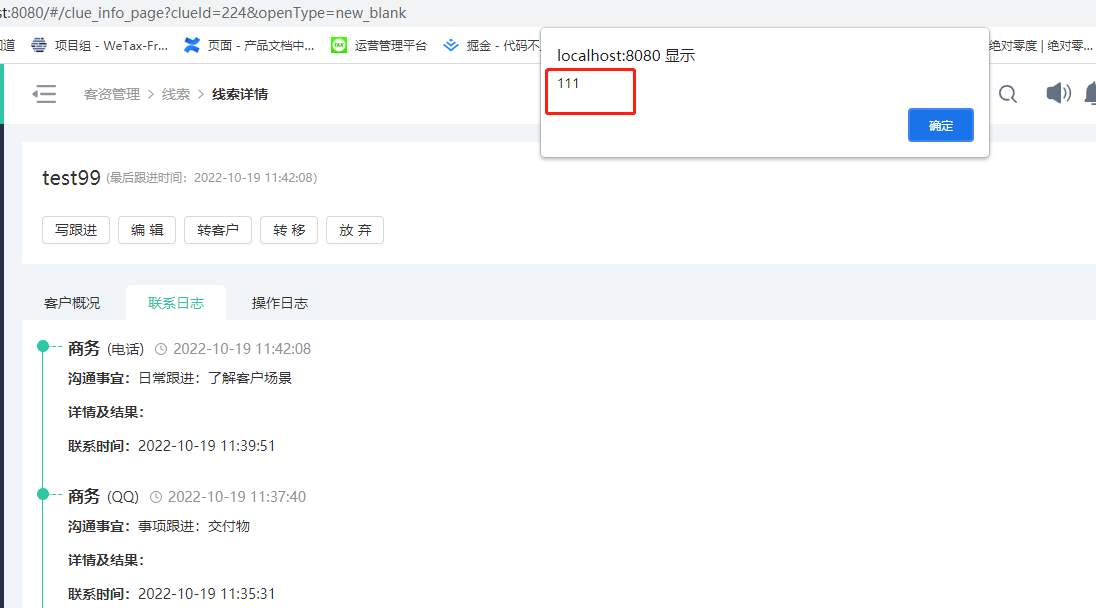 st:8080/#/clue_info_page?clueId=224&openType=new_blank
道 项目组 - WeTax-Fr... 页面 - 产品文档中... 运营管理平台 掘金 - 代码不 绝对零度 | 绝对零...
localhost:8080 显示
111
确定
客资管理 > 线索 > 线索详情
test99 (最后跟进时间：2022-10-19 11:42:08)
写跟进 编 辑 转客户 转 移 放 弃
客户概况 联系日志 操作日志
商务 (电话) 2022-10-19 11:42:08
沟通事宜：日常跟进：了解客户场景
详情及结果：
联系时间：2022-10-19 11:39:51
商务 (QQ) 2022-10-19 11:37:40
沟通事宜：事项跟进：交付物
详情及结果：
联系时间：2022-10-19 11:35:31